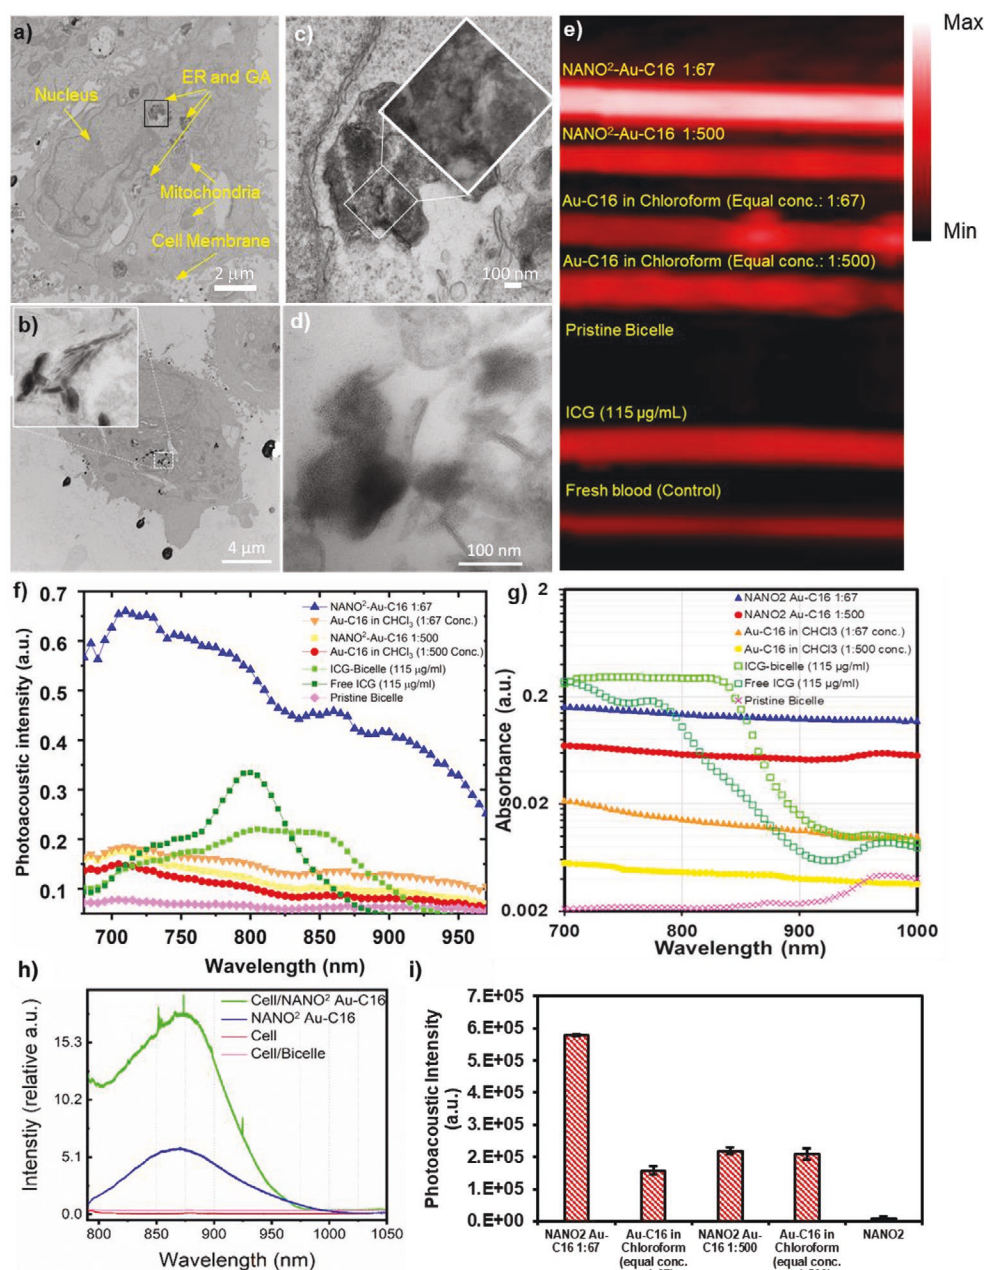 a)
ER and GA
Nucleus
Mitochondria
Cell Membrane
2 μm
b)
4 μm
c)
100 nm
d)
100 nm
e)
NANO²-Au-C16 1:67
NANO²-Au-C16 1:500
Au-C16 in Chloroform (Equal conc.: 1:67)
Au-C16 in Chloroform (Equal conc.: 1:500)
Pristine Bicelle
ICG (115 μg/mL)
Fresh blood (Control)
Max
Min
f)
0.7
0.6
0.5
0.4
0.3
0.2
0.1
Photoacoustic intensity (a.u.)
NANO²-Au-C16 1:67
Au-C16 in CHCl₃ (1:67 Conc.)
NANO²-Au-C16 1:500
Au-C16 in CHCl₃ (1:500 Conc.)
ICG-Bicelle (115 μg/ml)
Free ICG (115 μg/ml)
Pristine Bicelle
700 750 800 850 900 950
Wavelength (nm)
g)
2
0.2
0.02
0.002
Absorbance (a.u.)
NANO2 Au-C16 1:67
NANO2 Au-C16 1:500
Au-C16 in CHCl3 (1:67 conc.)
Au-C16 in CHCl3 (1:500 conc.)
ICG-bicelle (115 μg/ml)
Free ICG (115 μg/ml)
Pristine Bicelle
700 800 900 1000
Wavelength (nm)
h)
15.3
10.2
5.1
0.0
Intenstiy (relative a.u.)
Cell/NANO² Au-C16
NANO² Au-C16
Cell
Cell/Bicelle
800 850 900 950 1000 1050
Wavelength (nm)
i)
7.E+05
6.E+05
5.E+05
4.E+05
3.E+05
2.E+05
1.E+05
0.E+00
Photoacoustic Intensity
(a.u.)
NANO2 Au-
C16 1:67
Au-C16 in
Chloroform
(equal conc.
NANO2 Au-
C16 1:500
Au-C16 in
Chloroform
(equal conc.
NANO2